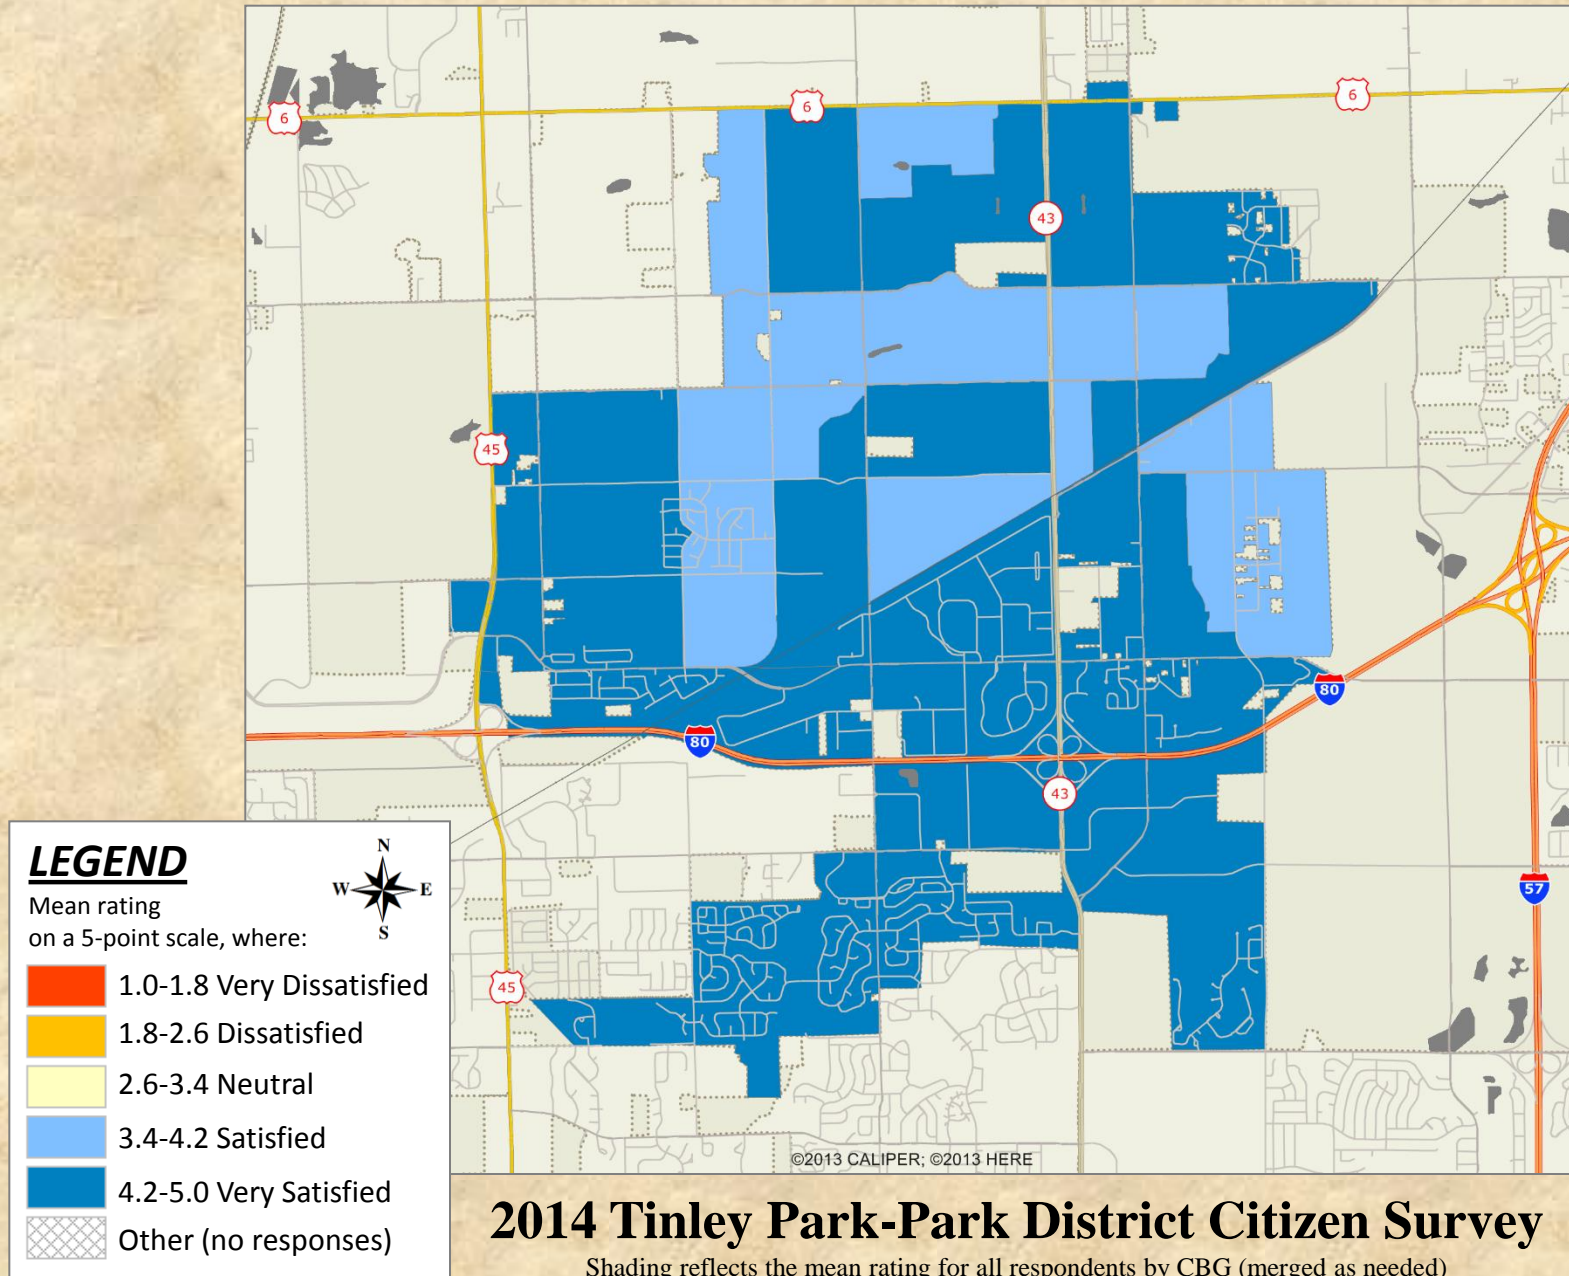 6
6
6
43
45
80
80
43
57
45
LEGEND
N
W E
S
Mean rating
on a 5-point scale, where:
1.0-1.8 Very Dissatisfied
1.8-2.6 Dissatisfied
2.6-3.4 Neutral
3.4-4.2 Satisfied
4.2-5.0 Very Satisfied
Other (no responses)
©2013 CALIPER; ©2013 HERE
2014 Tinley Park-Park District Citizen Survey
Shading reflects the mean rating for all respondents by CBG (merged as needed)